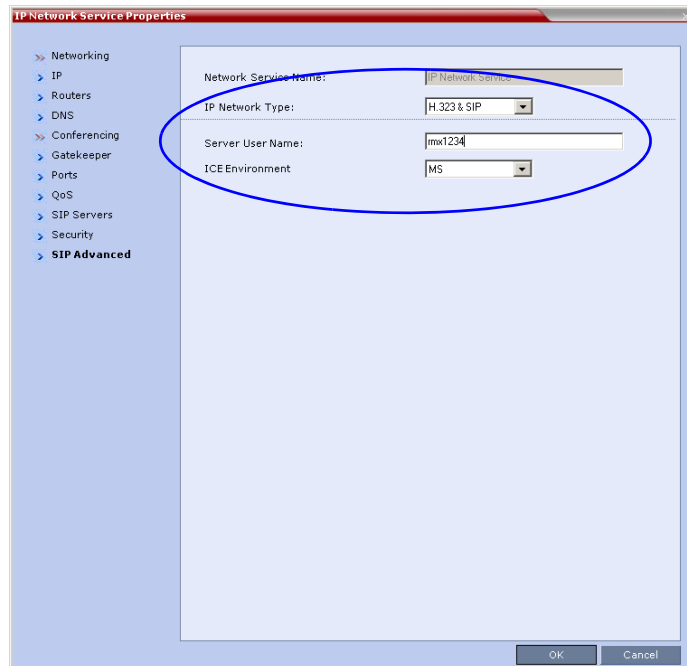 IP Network Service Properties
Networking
IP
Routers
DNS
Conferencing
Gatekeeper
Ports
QoS
SIP Servers
Security
SIP Advanced
Network Service Name: IP Network Service
IP Network Type: H.323 & SIP
Server User Name: rmx1234
ICE Environment MS
OK Cancel